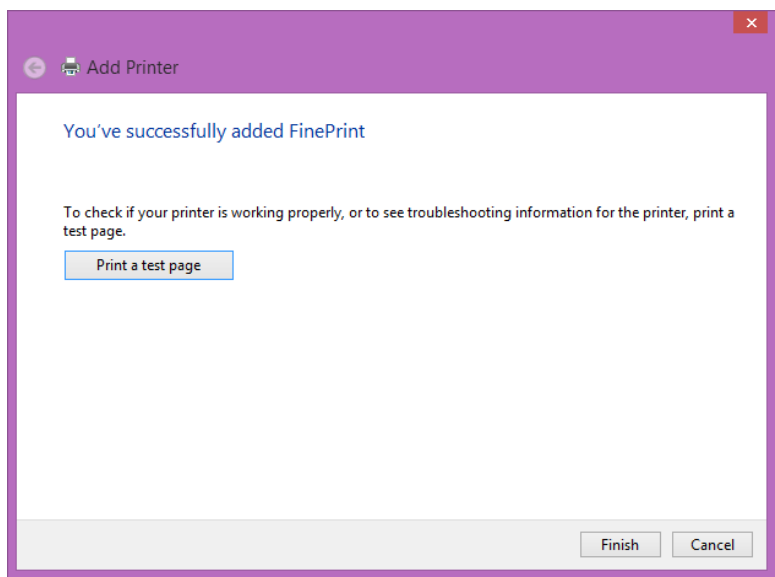 Add Printer
You've successfully added FinePrint
To check if your printer is working properly, or to see troubleshooting information for the printer, print a
test page.
Print a test page
Finish Cancel